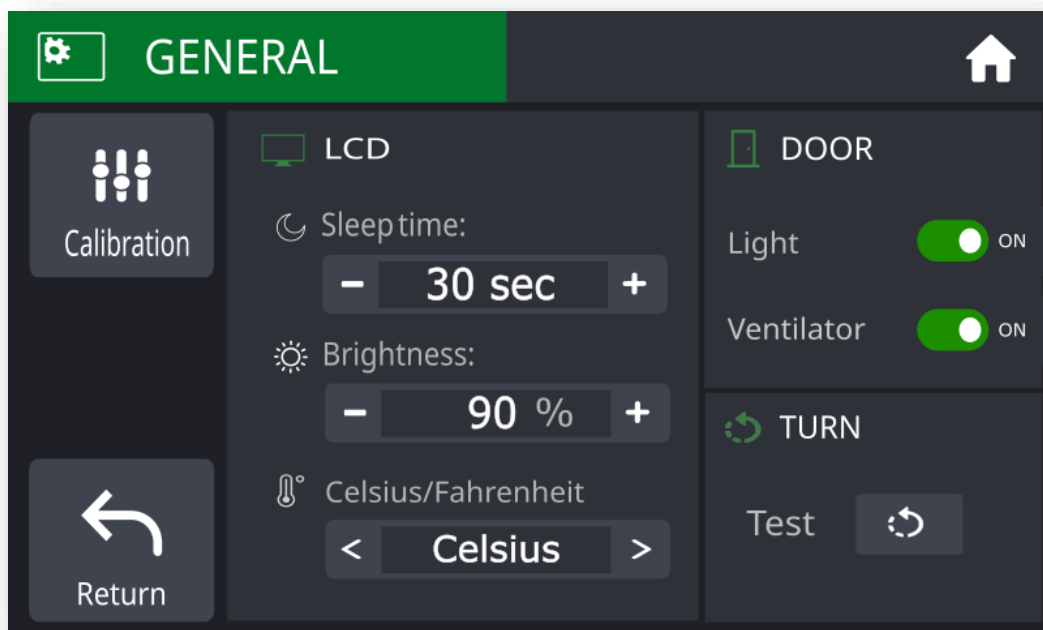 GENERAL
Calibration
Return
LCD
Sleep time:
- 30 sec +
Brightness:
- 90 % +
Celsius/Fahrenheit
< Celsius >
DOOR
Light ON
Ventilator ON
TURN
Test